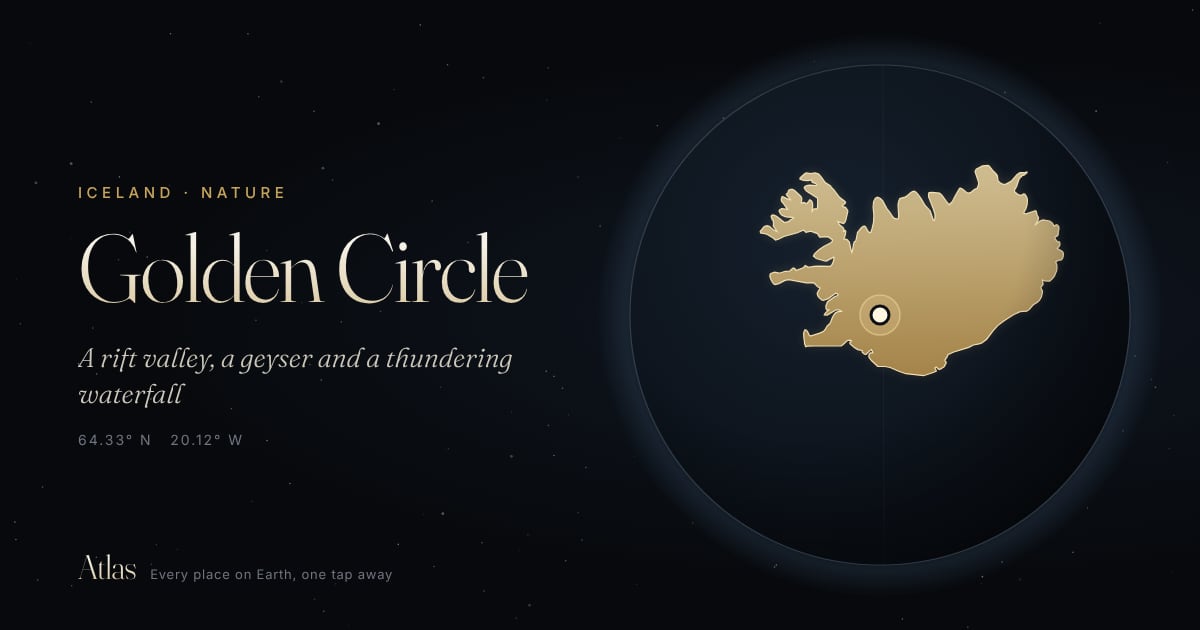 ICELAND · NATURE
Golden Circle
A rift valley, a geyser and a thundering
waterfall
64.33° N 20.12° W
Atlas Every place on Earth, one tap away